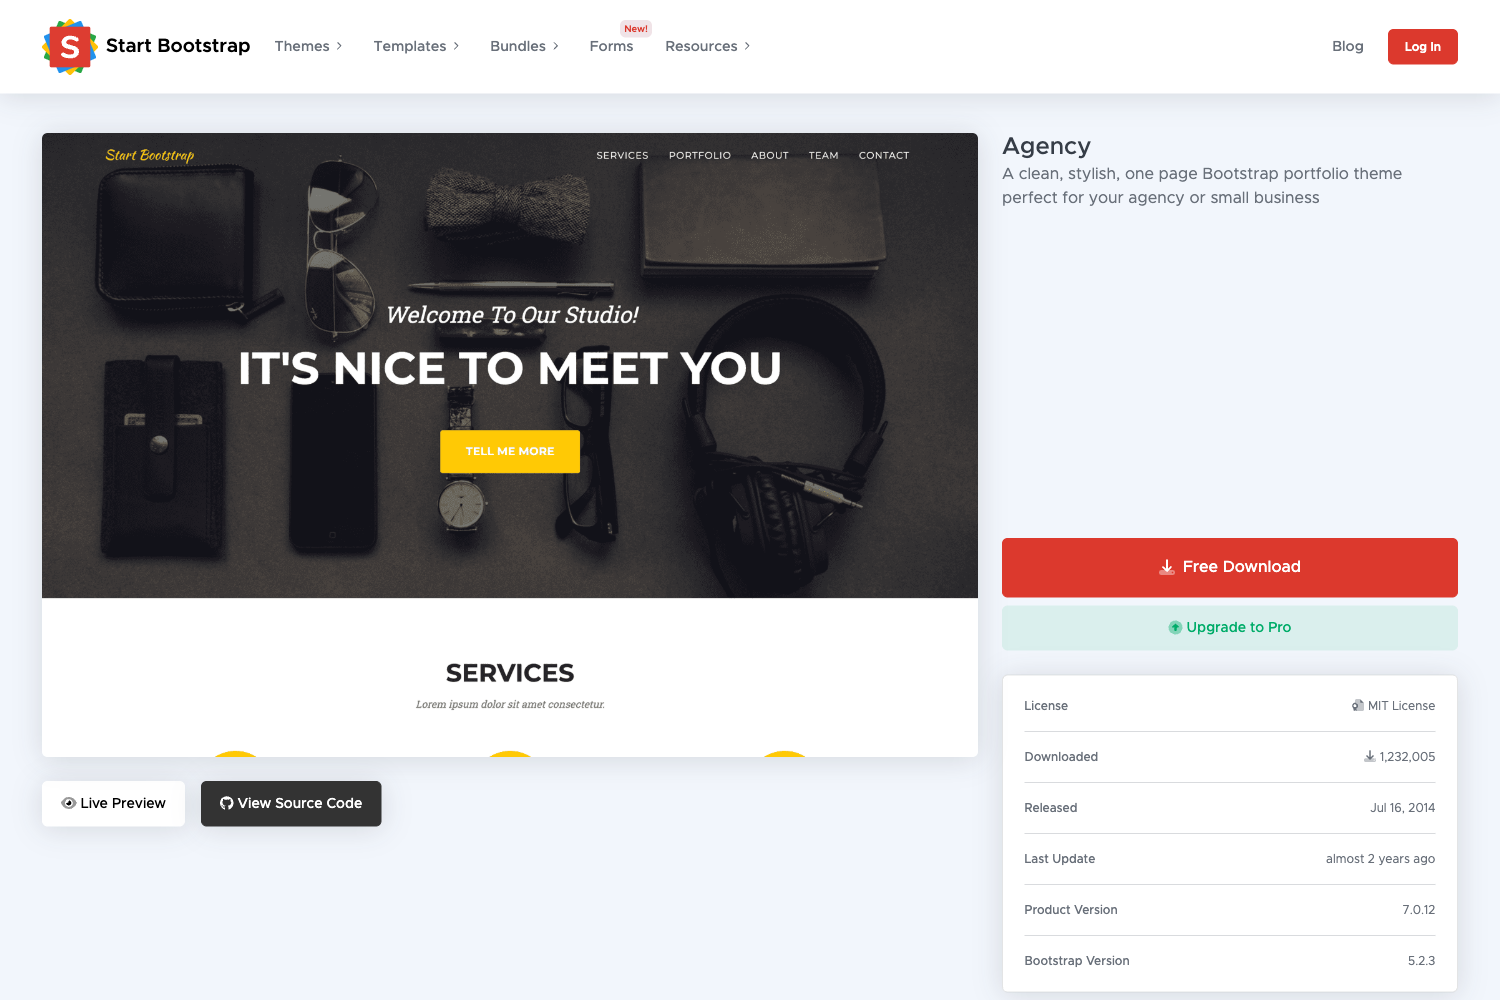 S Start Bootstrap
Themes
Templates
Bundles
Forms
New!
Resources
Blog
Log In
Start Bootstrap
SERVICES PORTFOLIO ABOUT TEAM CONTACT
Welcome To Our Studio!
IT'S NICE TO MEET YOU
TELL ME MORE
SERVICES
Lorem ipsum dolor sit amet consectetur.
Live Preview
View Source Code
Agency
A clean, stylish, one page Bootstrap portfolio theme
perfect for your agency or small business
Free Download
Upgrade to Pro
License MIT License
Downloaded 1,232,005
Released Jul 16, 2014
Last Update almost 2 years ago
Product Version 7.0.12
Bootstrap Version 5.2.3